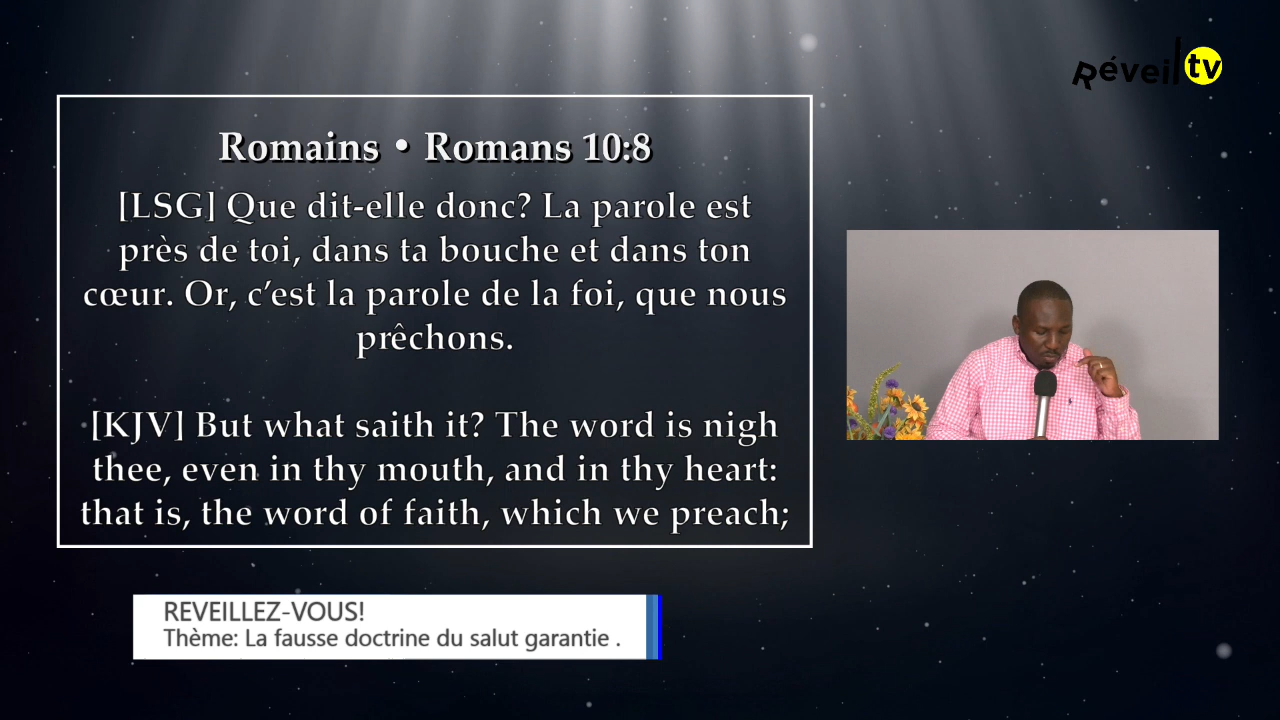 Réveil tv
Romains • Romans 10:8
[LSG] Que dit-elle donc? La parole est
près de toi, dans ta bouche et dans ton
cœur. Or, c’est la parole de la foi, que nous
prêchons.
[KJV] But what saith it? The word is nigh
thee, even in thy mouth, and in thy heart:
that is, the word of faith, which we preach;
REVEILLEZ-VOUS!
Thème: La fausse doctrine du salut garantie .